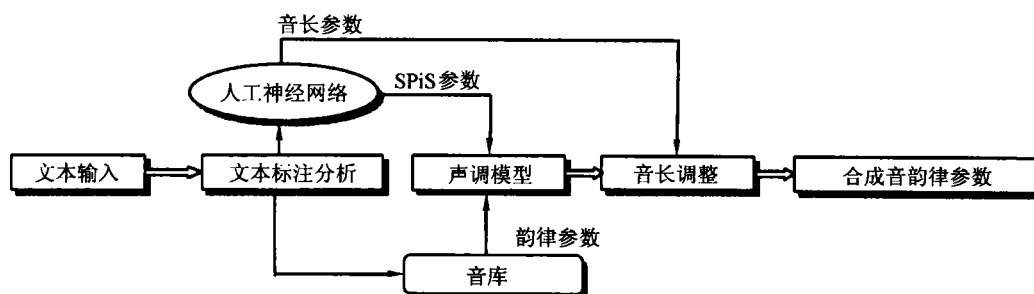 音长参数
人工神经网络
SPiS参数
文本输入
文本标注分析
声调模型
音长调整
合成音韵律参数
韵律参数
音库